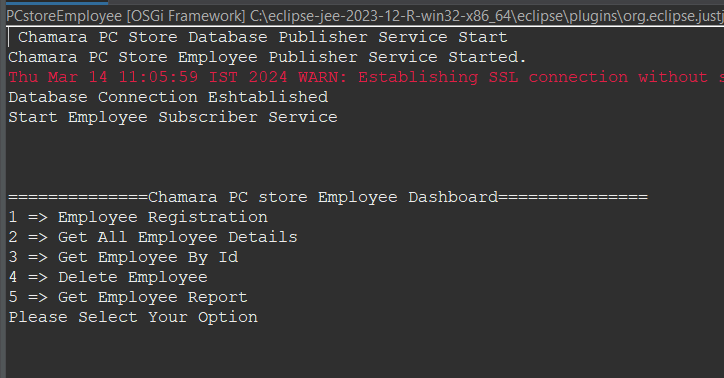 PCstoreEmployee [OSGi Framework] C:\eclipse-jee-2023-12-R-win32-x86_64\eclipse\plugins\org.eclipse.justj
Chamara PC Store Database Publisher Service Start
Chamara PC Store Employee Publisher Service Started.
Thu Mar 14 11:05:59 IST 2024 WARN: Establishing SSL connection without s
Database Connection Eshtablished
Start Employee Subscriber Service
==============Chamara PC store Employee Dashboard===============
1 => Employee Registration
2 => Get All Employee Details
3 => Get Employee By Id
4 => Delete Employee
5 => Get Employee Report
Please Select Your Option